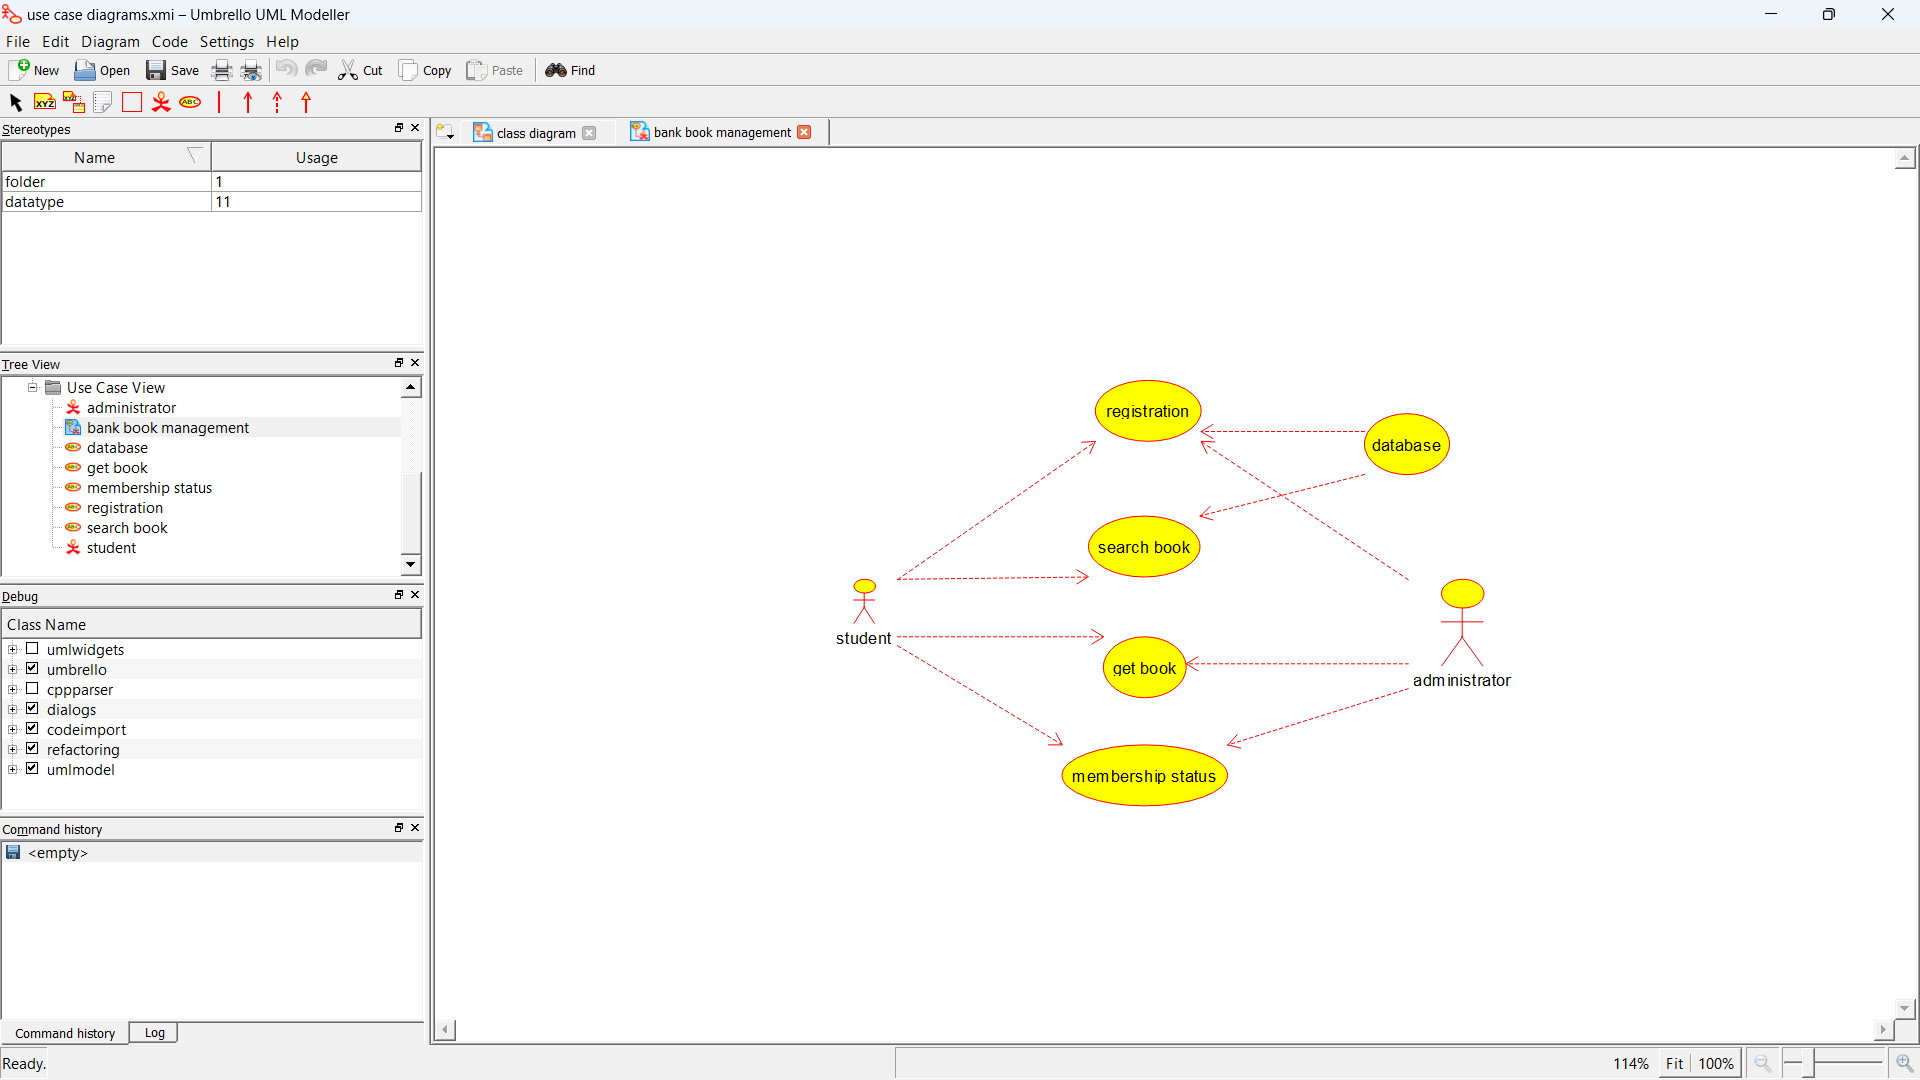 use case diagrams.xmi – Umbrello UML Modeller
File Edit Diagram Code Settings Help
New Open Save Cut Copy Paste Find
XYZ XYZ ABC
Stereotypes
class diagram
bank book management
Name Usage
folder 1
datatype 11
Tree View
Use Case View
administrator
bank book management
database
get book
membership status
registration
search book
student
Debug
Class Name
umlwidgets
umbrello
cppparser
dialogs
codeimport
refactoring
umlmodel
Command history
<empty>
Command history Log
registration
database
search book
student
get book
administrator
membership status
Ready.
114% Fit 100%